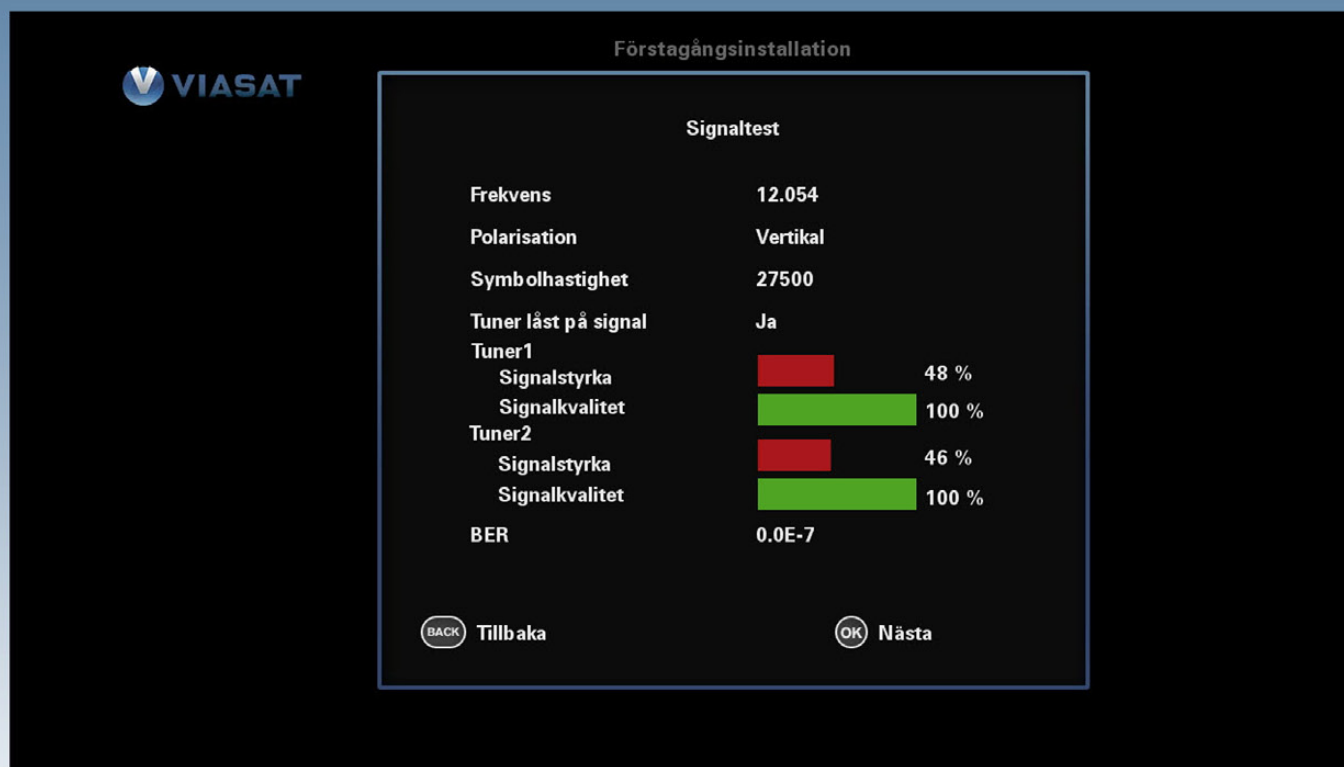 Förstagångsinstallation
VIASAT
Signaltest
Frekvens 12.054
Polarisation Vertikal
Symbolhastighet 27500
Tuner låst på signal Ja
Tuner1
Signalstyrka 48 %
Signalkvalitet 100 %
Tuner2
Signalstyrka 46 %
Signalkvalitet 100 %
BER 0.0E-7
BACK Tillbaka OK Nästa